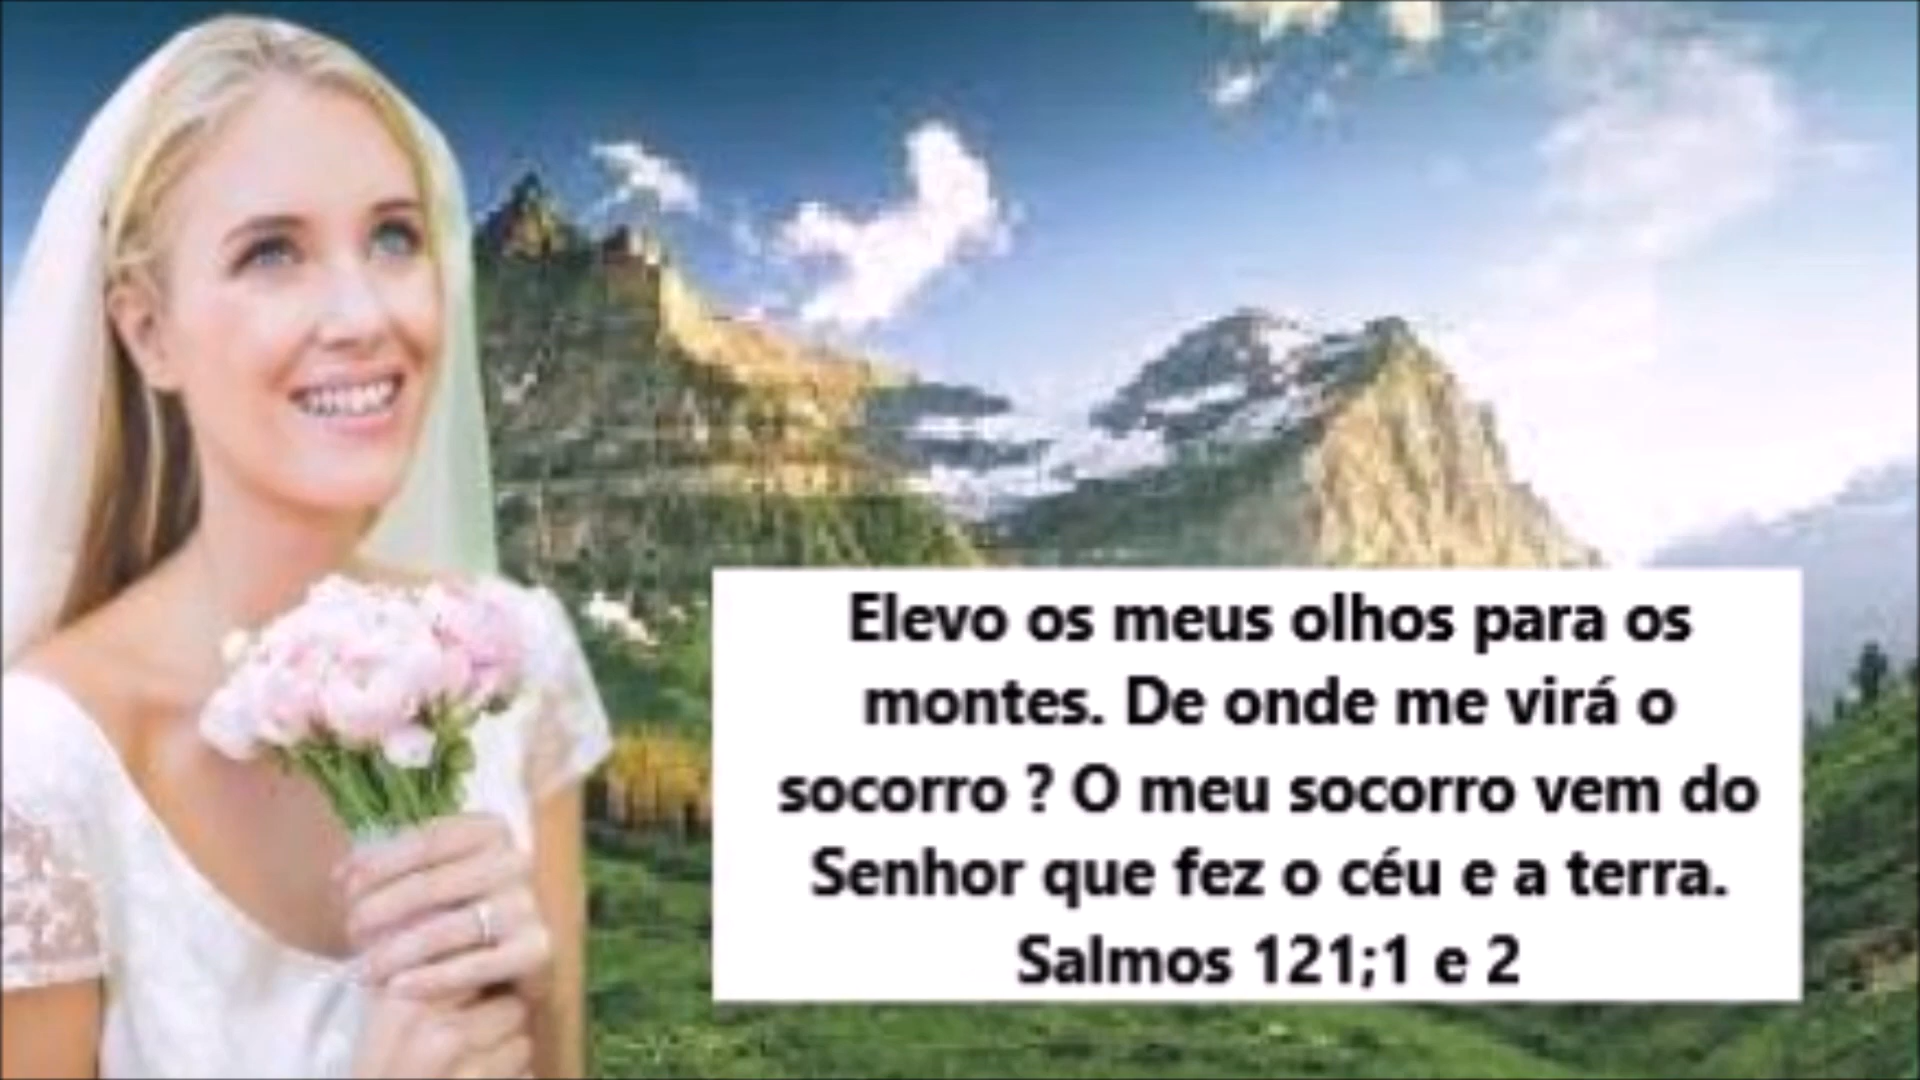 Elevo os meus olhos para os
montes. De onde me virá o
socorro ? O meu socorro vem do
Senhor que fez o céu e a terra.
Salmos 121;1 e 2